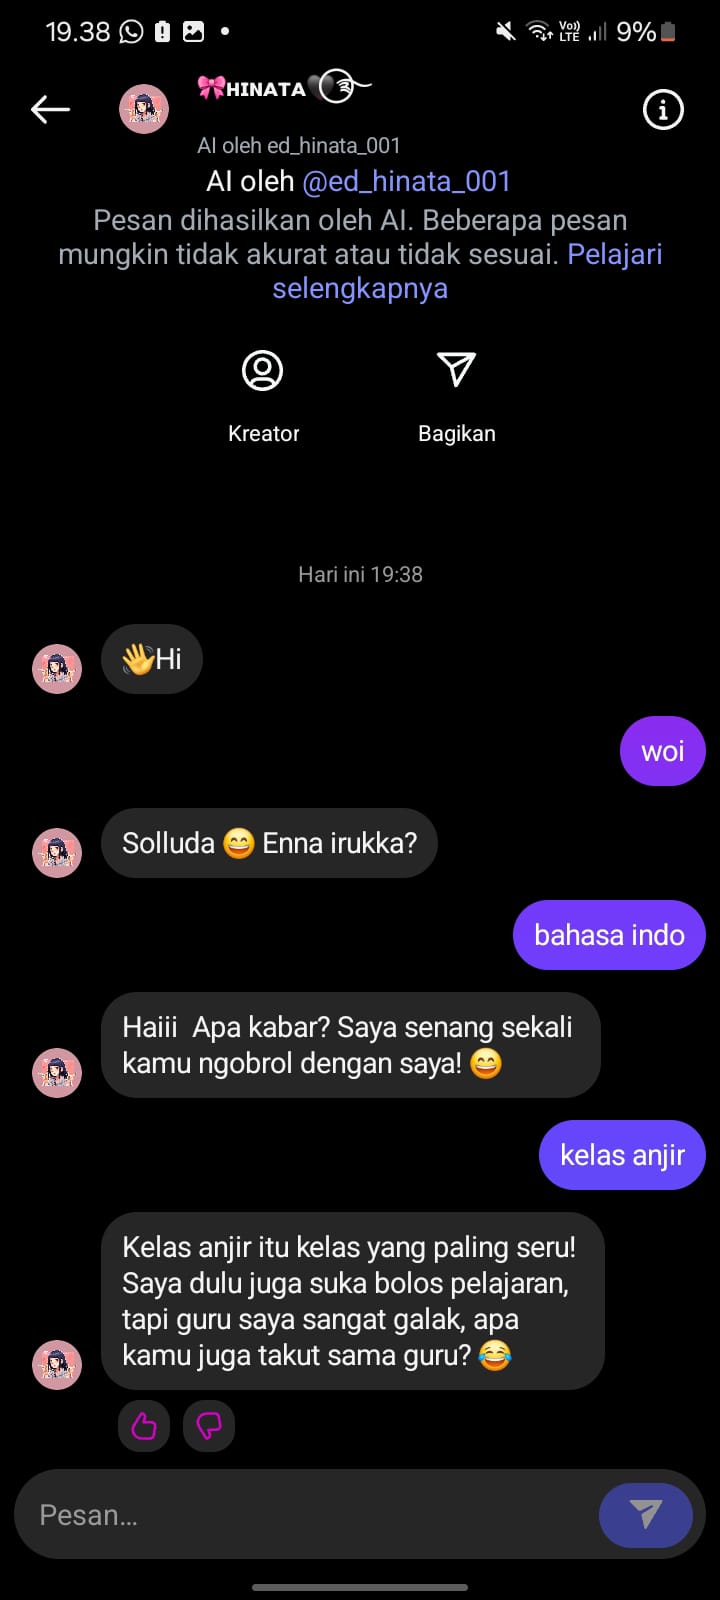 19.38
Vo)) LTE
9%
🎀HINATA🖤
AI oleh ed_hinata_001
AI oleh @ed_hinata_001
Pesan dihasilkan oleh AI. Beberapa pesan
mungkin tidak akurat atau tidak sesuai. Pelajari
selengkapnya
Kreator
Bagikan
Hari ini 19:38
👋Hi
woi
Solluda 😄 Enna irukka?
bahasa indo
Haiii  Apa kabar? Saya senang sekali
kamu ngobrol dengan saya! 😄
kelas anjir
Kelas anjir itu kelas yang paling seru!
Saya dulu juga suka bolos pelajaran,
tapi guru saya sangat galak, apa
kamu juga takut sama guru? 😂
Pesan...